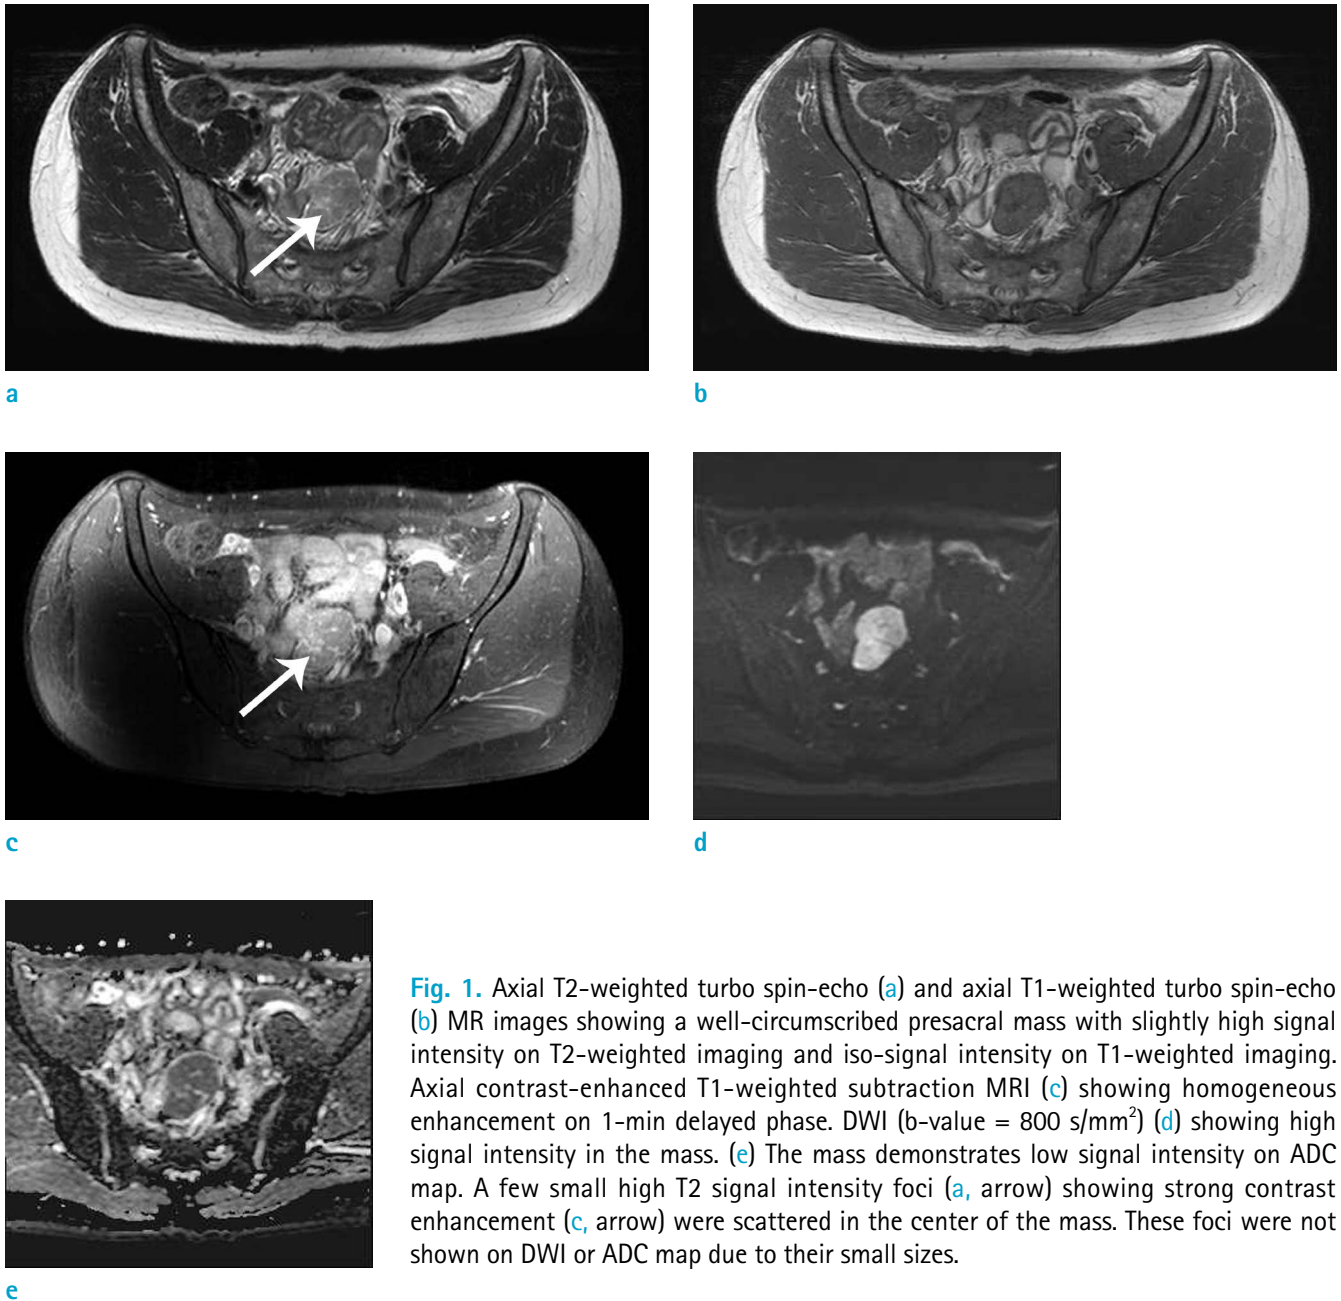 a
b
c
d
Fig. 1. Axial T2-weighted turbo spin-echo (a) and axial T1-weighted turbo spin-echo
(b) MR images showing a well-circumscribed presacral mass with slightly high signal
intensity on T2-weighted imaging and iso-signal intensity on T1-weighted imaging.
Axial contrast-enhanced T1-weighted subtraction MRI (c) showing homogeneous
enhancement on 1-min delayed phase. DWI (b-value = 800 s/mm²) (d) showing high
signal intensity in the mass. (e) The mass demonstrates low signal intensity on ADC
map. A few small high T2 signal intensity foci (a, arrow) showing strong contrast
enhancement (c, arrow) were scattered in the center of the mass. These foci were not
shown on DWI or ADC map due to their small sizes.
e